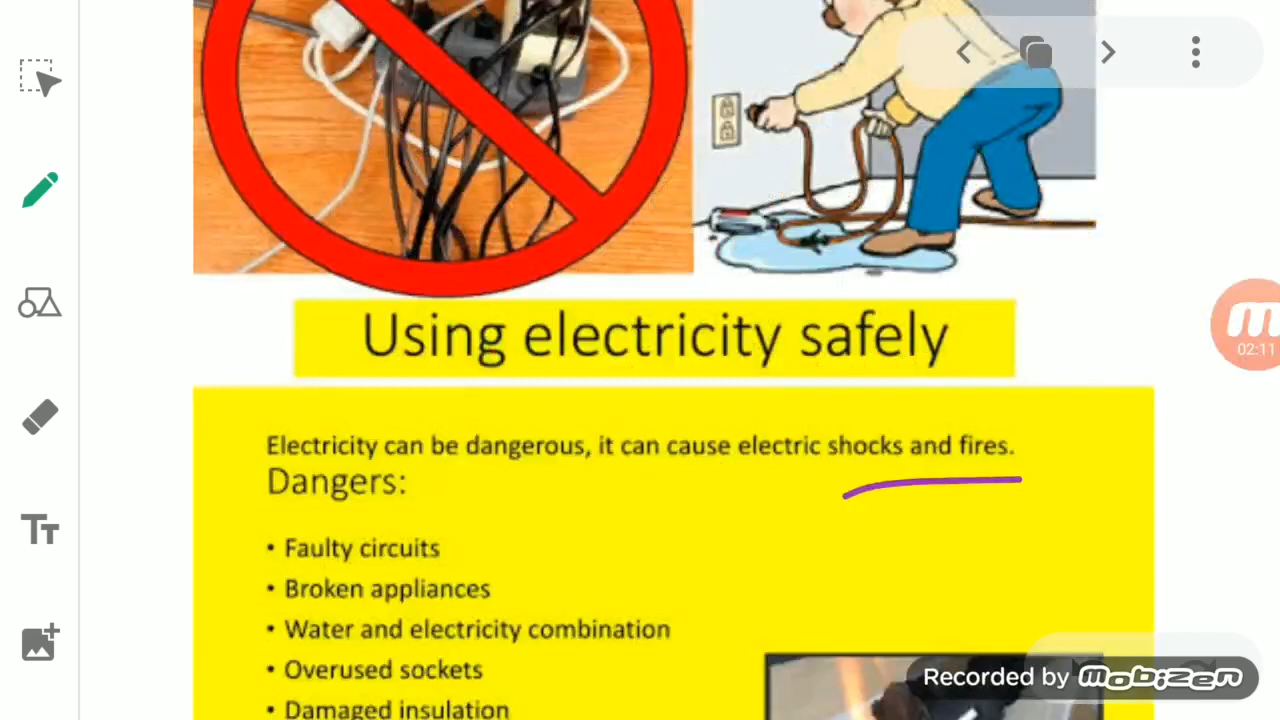 02:11
Using electricity safely
Electricity can be dangerous, it can cause electric shocks and fires.
Dangers:
• Faulty circuits
• Broken appliances
• Water and electricity combination
• Overused sockets
• Damaged insulation
Recorded by mobizen